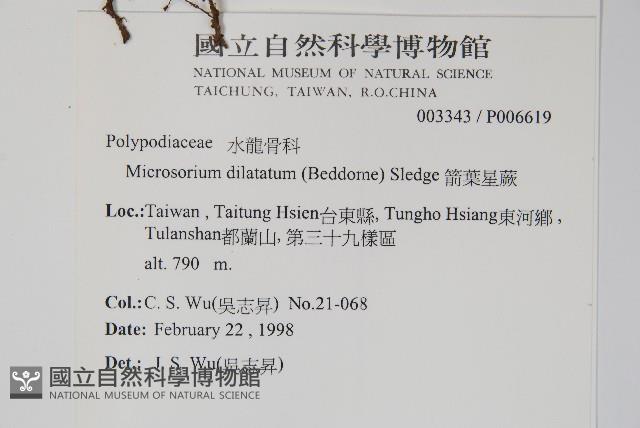 國立自然科學博物館
NATIONAL MUSEUM OF NATURAL SCIENCE
TAICHUNG, TAIWAN, R.O.CHINA
003343 / P006619
Polypodiaceae 水龍骨科
Microsorium dilatatum (Beddome) Sledge 箭葉星蕨
Loc.:Taiwan , Taitung Hsien台東縣, Tungho Hsiang東河鄉 ,
Tulanshan都蘭山, 第三十九樣區
alt. 790 m.
Col.: C. S. Wu(吳志昇) No.21-068
Date: February 22 , 1998
Det.: J. S. Wu(吳志昇)
國立自然科學博物館
NATIONAL MUSEUM OF NATURAL SCIENCE